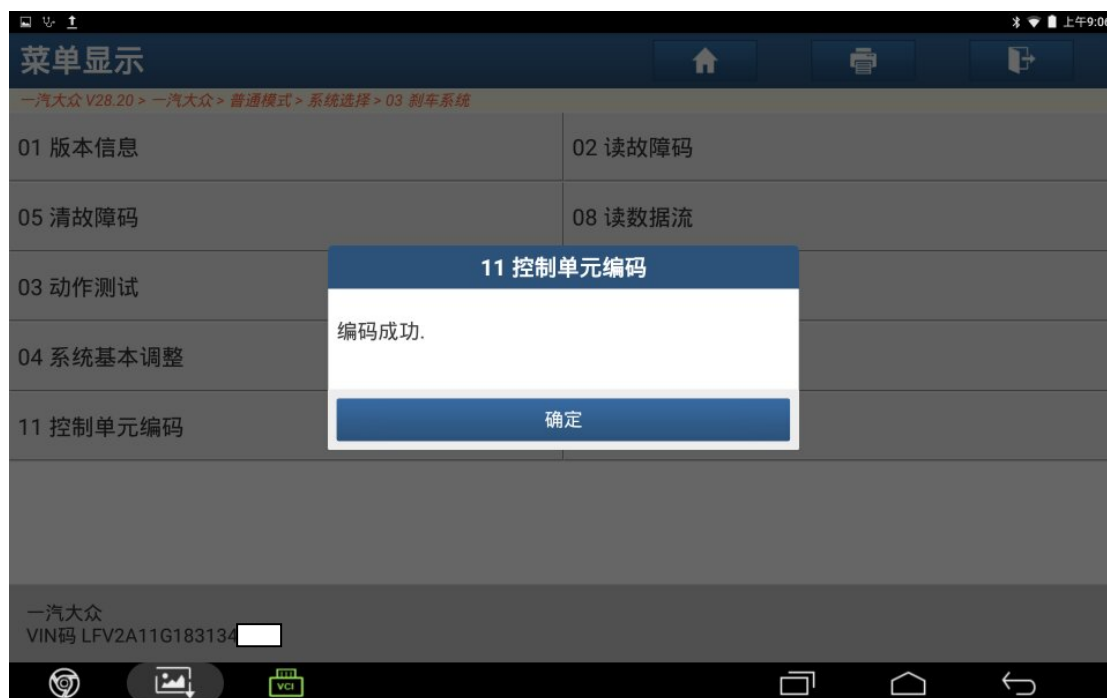 上午9:06
菜单显示
一汽大众 V28.20 > 一汽大众 > 普通模式 > 系统选择 > 03 刹车系统
01 版本信息
02 读故障码
05 清故障码
08 读数据流
03 动作测试
04 系统基本调整
11 控制单元编码
11 控制单元编码
编码成功.
确定
一汽大众
VIN码 LFV2A11G183134
VCI